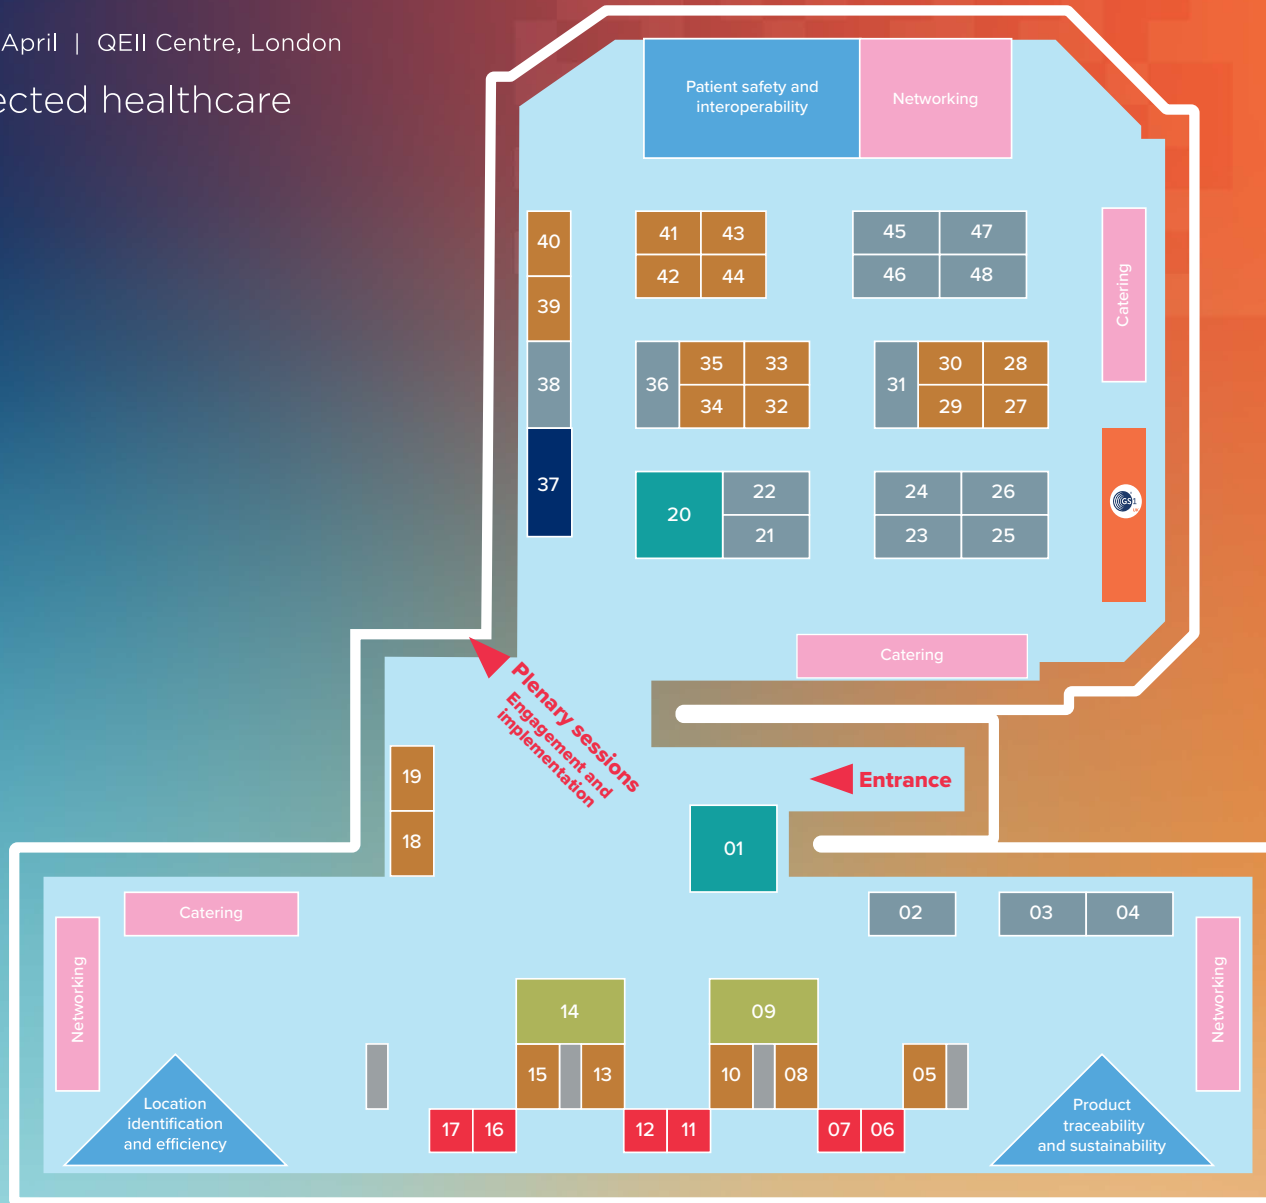 April | QEII Centre, London
ected healthcare
Patient safety and
interoperability
Networking
40
41
43
45
47
39
42
44
46
48
Catering
38
36
35
33
31
30
28
34
32
29
27
37
20
22
24
26
21
23
25
GS1
UK
Catering
Plenary sessions
Engagement and
implementation
Entrance
19
18
01
Catering
02
03
04
Networking
Networking
14
09
15
13
10
08
05
17
16
12
11
07
06
Location
identification
and efficiency
Product
traceability
and sustainability